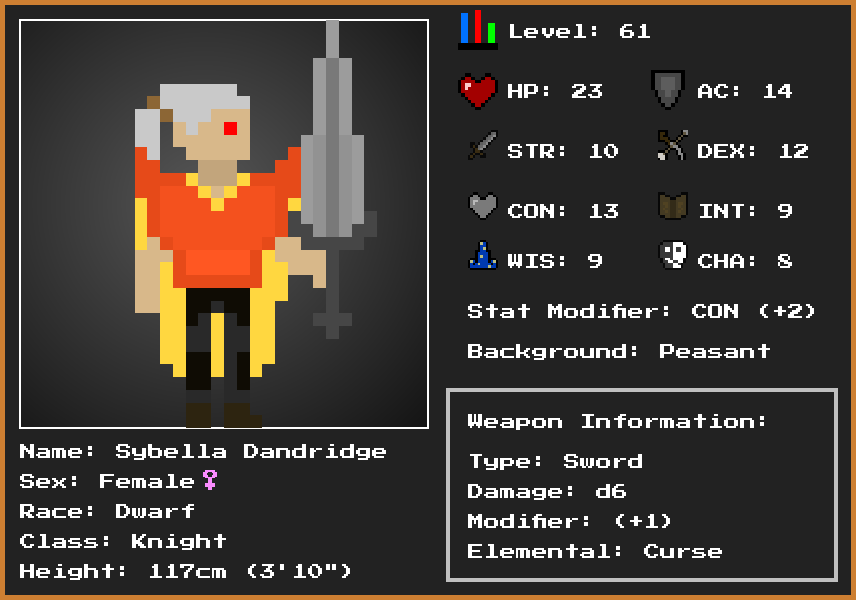 Level: 61
HP: 23
AC: 14
STR: 10
DEX: 12
CON: 13
INT: 9
WIS: 9
CHA: 8
Stat Modifier: CON (+2)
Background: Peasant
Weapon Information:
Type: Sword
Damage: d6
Modifier: (+1)
Elemental: Curse
Name: Sybella Dandridge
Sex: Female♀
Race: Dwarf
Class: Knight
Height: 117cm (3'10")